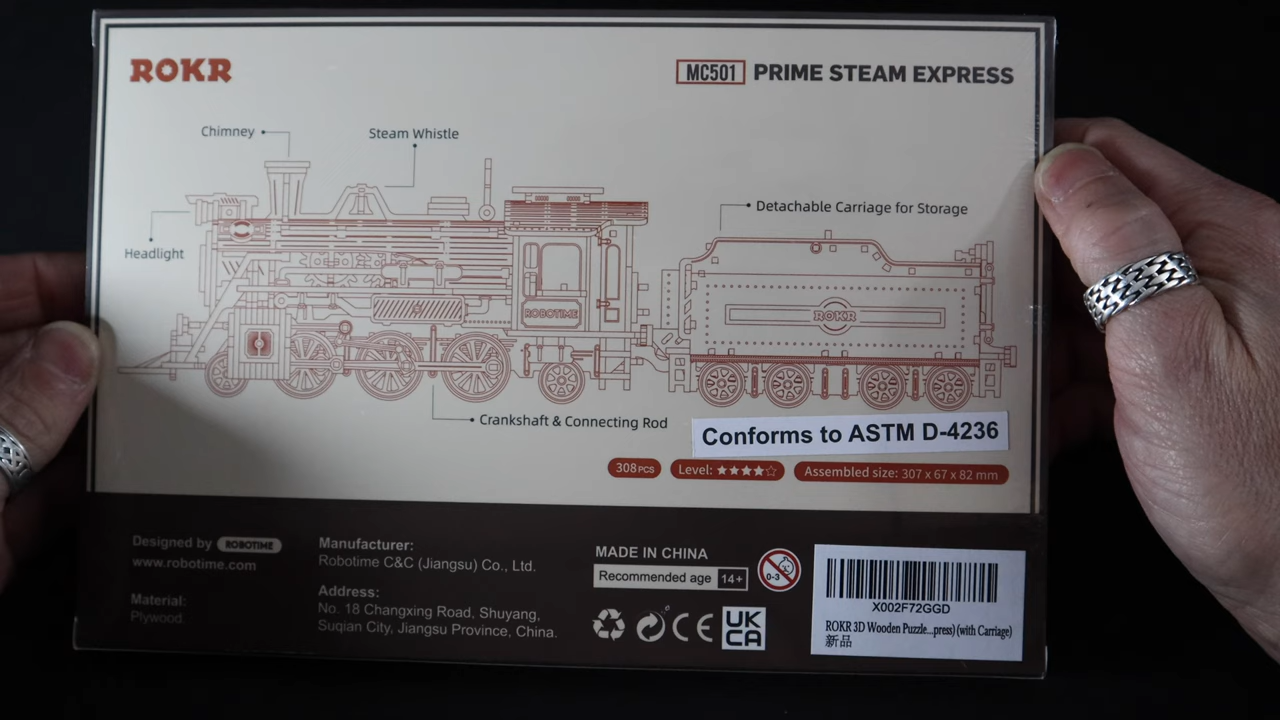 ROKR
MC501 PRIME STEAM EXPRESS
Chimney
Steam Whistle
Headlight
Detachable Carriage for Storage
ROBOTIME
ROKR
Crankshaft & Connecting Rod
Conforms to ASTM D-4236
308PCS Level: ★★★★☆ Assembled size: 307 x 67 x 82 mm
Designed by ROBOTIME
www.robotime.com
Material:
Plywood.
Manufacturer:
Robotime C&C (Jiangsu) Co., Ltd.
Address:
No. 18 Changxing Road, Shuyang,
Suqian City, Jiangsu Province, China.
MADE IN CHINA
Recommended age 14+
0-3
CE
UK
CA
X002F72GGD
ROKR 3D Wooden Puzzle...press) (with Carriage)
新品